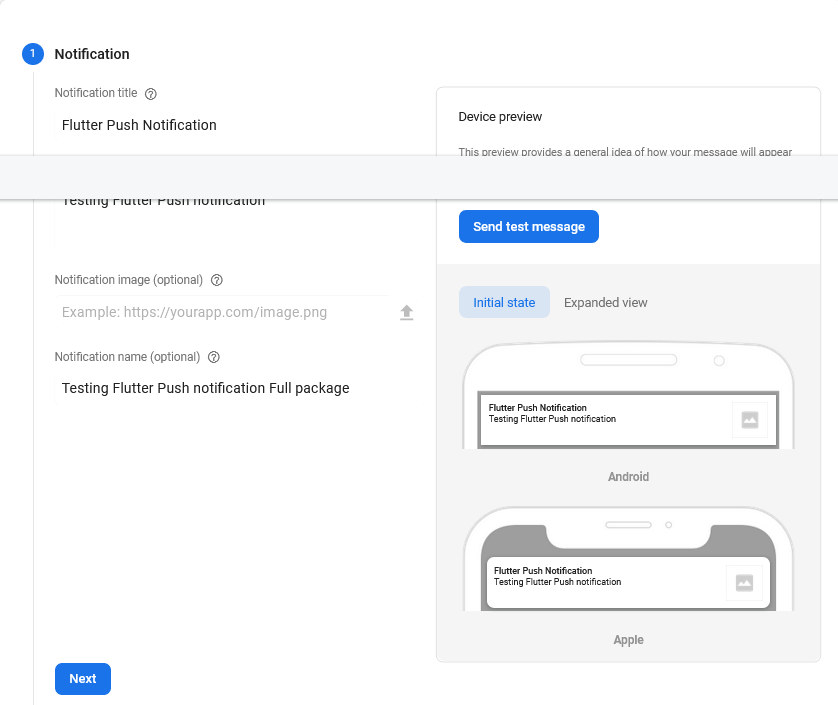 1 Notification
Notification title
Flutter Push Notification
Testing Flutter Push notification
Notification image (optional)
Example: https://yourapp.com/image.png
Notification name (optional)
Testing Flutter Push notification Full package
Next
Device preview
This preview provides a general idea of how your message will appear
Send test message
Initial state Expanded view
Flutter Push Notification
Testing Flutter Push notification
Android
Flutter Push Notification
Testing Flutter Push notification
Apple